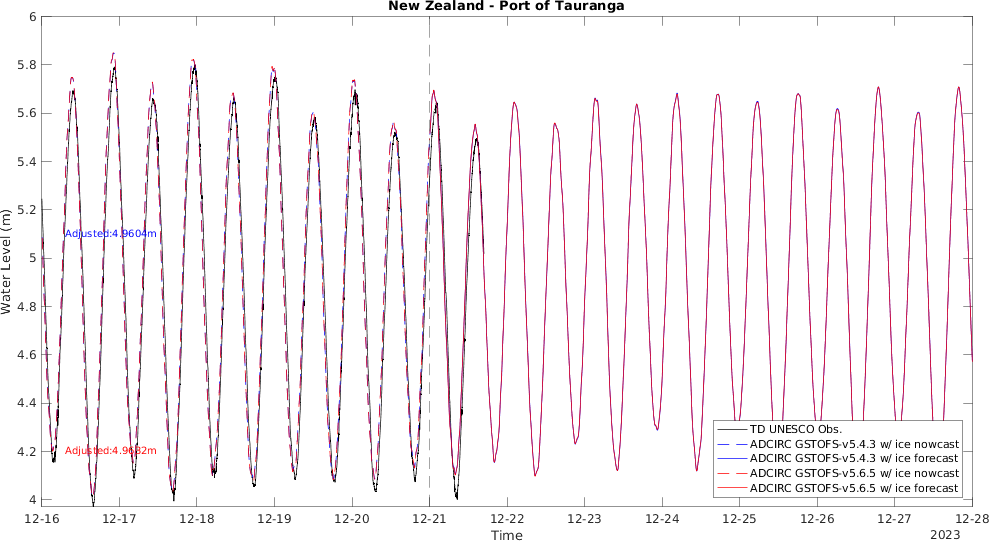 New Zealand - Port of Tauranga
Water Level (m)
6
5.8
5.6
5.4
5.2
5
4.8
4.6
4.4
4.2
4
Adjusted:4.9604m
Adjusted:4.9632m
TD UNESCO Obs.
ADCIRC GSTOFS-v5.4.3 w/ ice nowcast
ADCIRC GSTOFS-v5.4.3 w/ ice forecast
ADCIRC GSTOFS-v5.6.5 w/ ice nowcast
ADCIRC GSTOFS-v5.6.5 w/ ice forecast
12-16 12-17 12-18 12-19 12-20 12-21 12-22 12-23 12-24 12-25 12-26 12-27 12-28
Time
2023